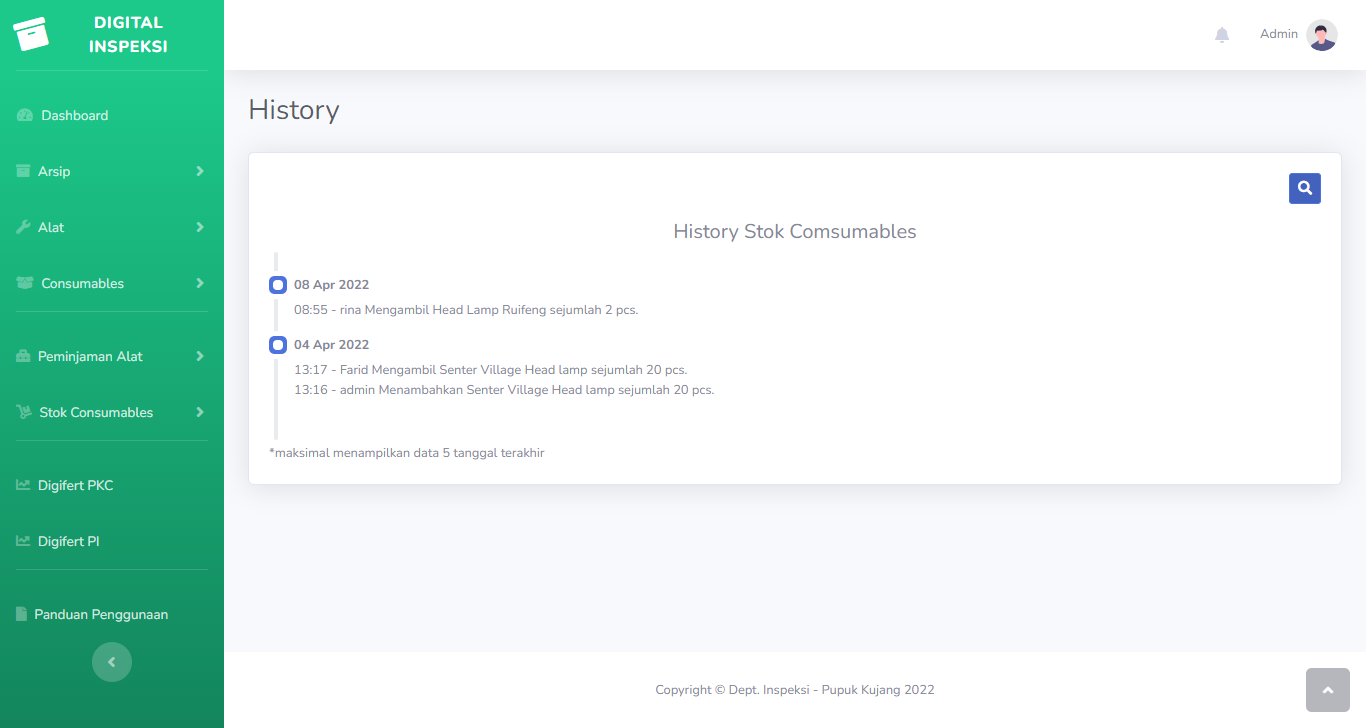 DIGITAL
INSPEKSI
Dashboard
Arsip
Alat
Consumables
Peminjaman Alat
Stok Consumables
Digifert PKC
Digifert PI
Panduan Penggunaan
Admin
History
History Stok Comsumables
08 Apr 2022
08:55 - rina Mengambil Head Lamp Ruifeng sejumlah 2 pcs.
04 Apr 2022
13:17 - Farid Mengambil Senter Village Head lamp sejumlah 20 pcs.
13:16 - admin Menambahkan Senter Village Head lamp sejumlah 20 pcs.
*maksimal menampilkan data 5 tanggal terakhir
Copyright © Dept. Inspeksi - Pupuk Kujang 2022